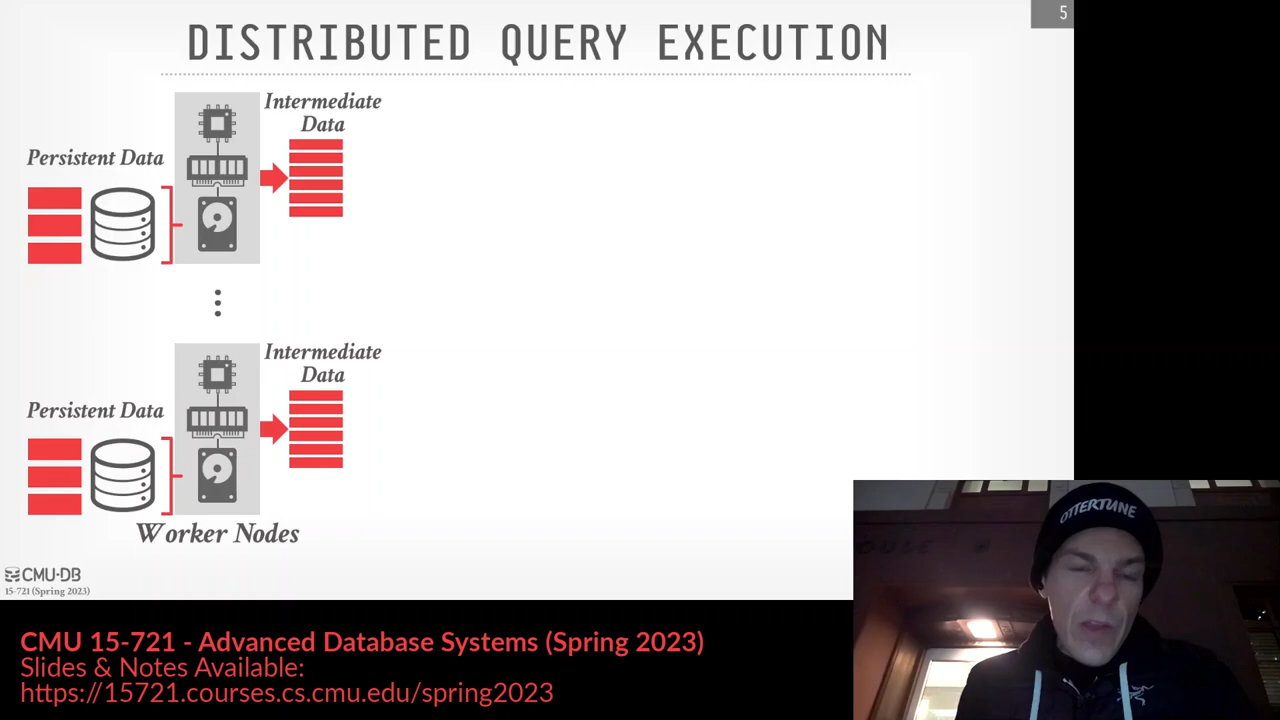 5
DISTRIBUTED QUERY EXECUTION
Intermediate
Data
Persistent Data
Intermediate
Data
Persistent Data
Worker Nodes
CMU·DB
15-721 (Spring 2023)
OTTERTUNE
CMU 15-721 - Advanced Database Systems (Spring 2023)
Slides & Notes Available:
https://15721.courses.cs.cmu.edu/spring2023